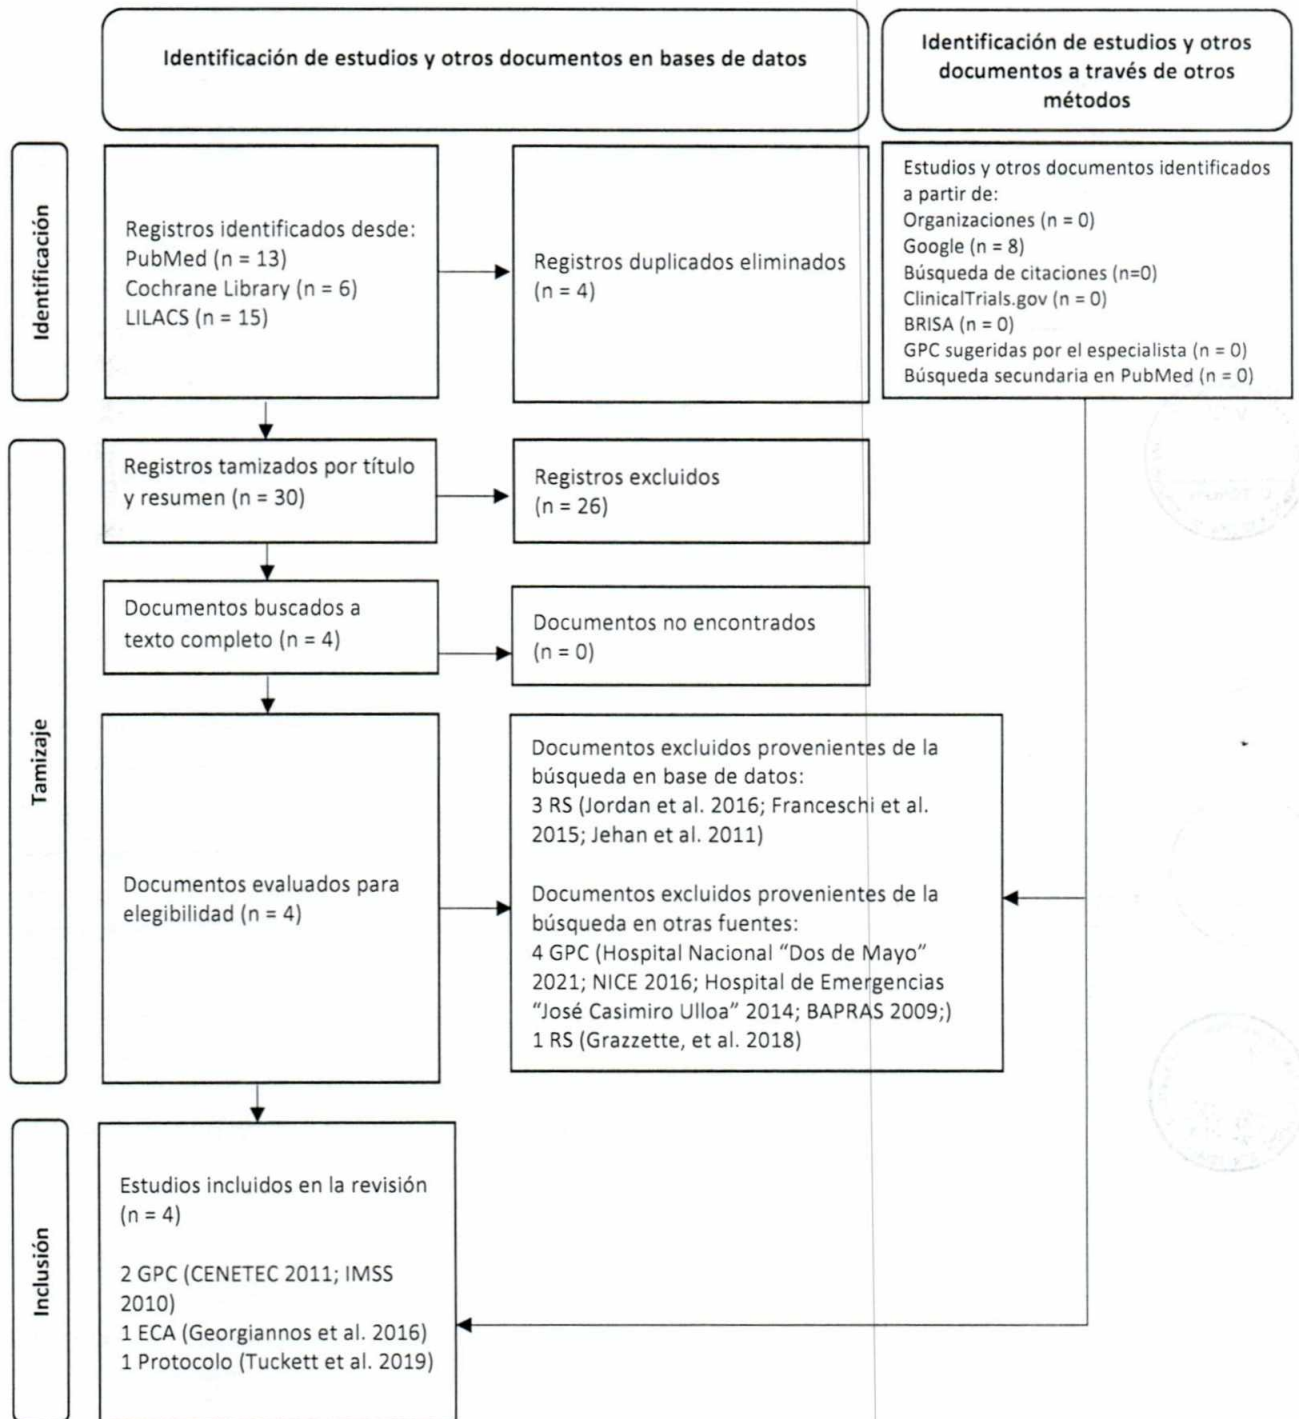 Identificación de estudios y otros documentos en bases de datos
Identificación de estudios y otros
documentos a través de otros
métodos
Identificación
Registros identificados desde:
PubMed (n = 13)
Cochrane Library (n = 6)
LILACS (n = 15)
Registros duplicados eliminados
(n = 4)
Estudios y otros documentos identificados
a partir de:
Organizaciones (n = 0)
Google (n = 8)
Búsqueda de citaciones (n=0)
ClinicalTrials.gov (n = 0)
BRISA (n = 0)
GPC sugeridas por el especialista (n = 0)
Búsqueda secundaria en PubMed (n = 0)
Tamizaje
Registros tamizados por título
y resumen (n = 30)
Registros excluidos
(n = 26)
Documentos buscados a
texto completo (n = 4)
Documentos no encontrados
(n = 0)
Documentos evaluados para
elegibilidad (n = 4)
Documentos excluidos provenientes de la
búsqueda en base de datos:
3 RS (Jordan et al. 2016; Franceschi et al.
2015; Jehan et al. 2011)
Documentos excluidos provenientes de la
búsqueda en otras fuentes:
4 GPC (Hospital Nacional “Dos de Mayo”
2021; NICE 2016; Hospital de Emergencias
“José Casimiro Ulloa” 2014; BAPRAS 2009;)
1 RS (Grazzette, et al. 2018)
Inclusión
Estudios incluidos en la revisión
(n = 4)
2 GPC (CENETEC 2011; IMSS
2010)
1 ECA (Georgiannos et al. 2016)
1 Protocolo (Tuckett et al. 2019)